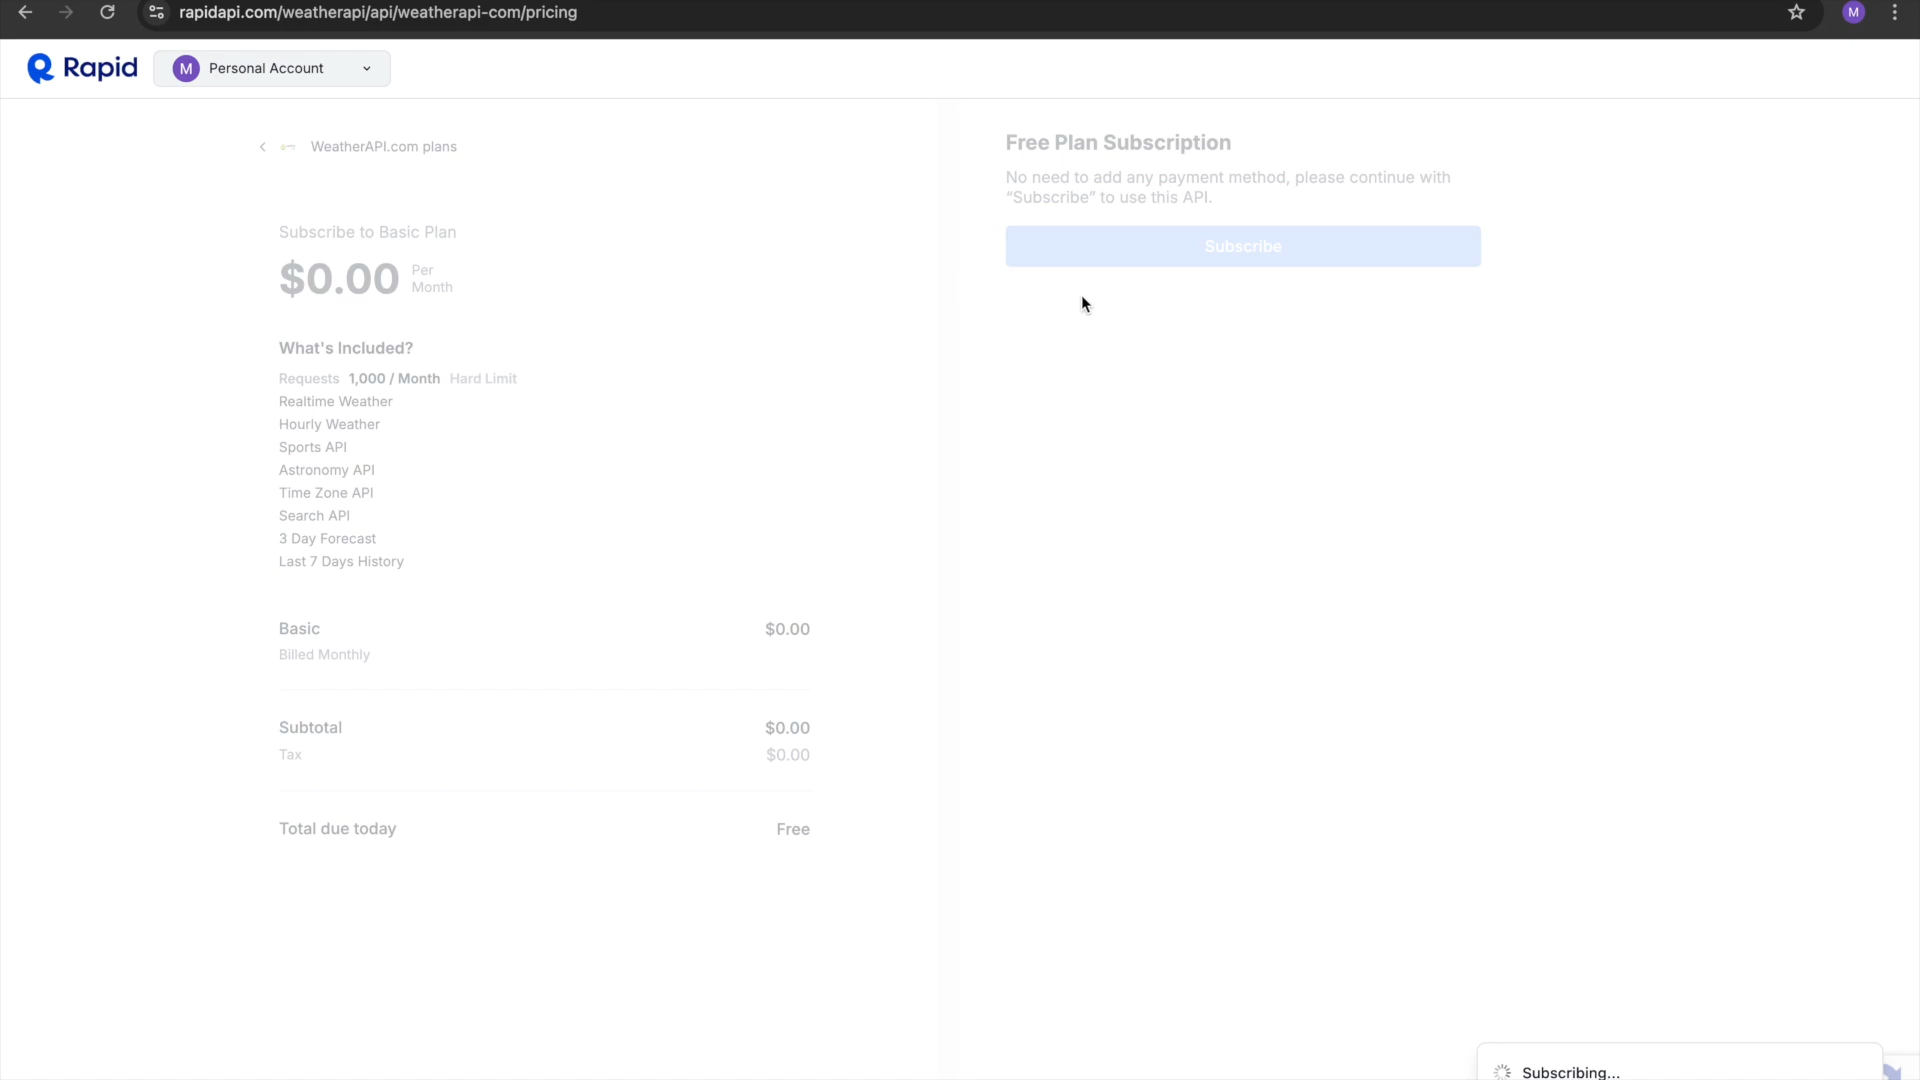 rapidapi.com/weatherapi/api/weatherapi-com/pricing
M
Rapid
M Personal Account
WeatherAPI.com plans
Subscribe to Basic Plan
$0.00 Per Month
What's Included?
Requests 1,000 / Month Hard Limit
Realtime Weather
Hourly Weather
Sports API
Astronomy API
Time Zone API
Search API
3 Day Forecast
Last 7 Days History
Basic $0.00
Billed Monthly
Subtotal $0.00
Tax $0.00
Total due today Free
Free Plan Subscription
No need to add any payment method, please continue with
“Subscribe” to use this API.
Subscribe
Subscribing...